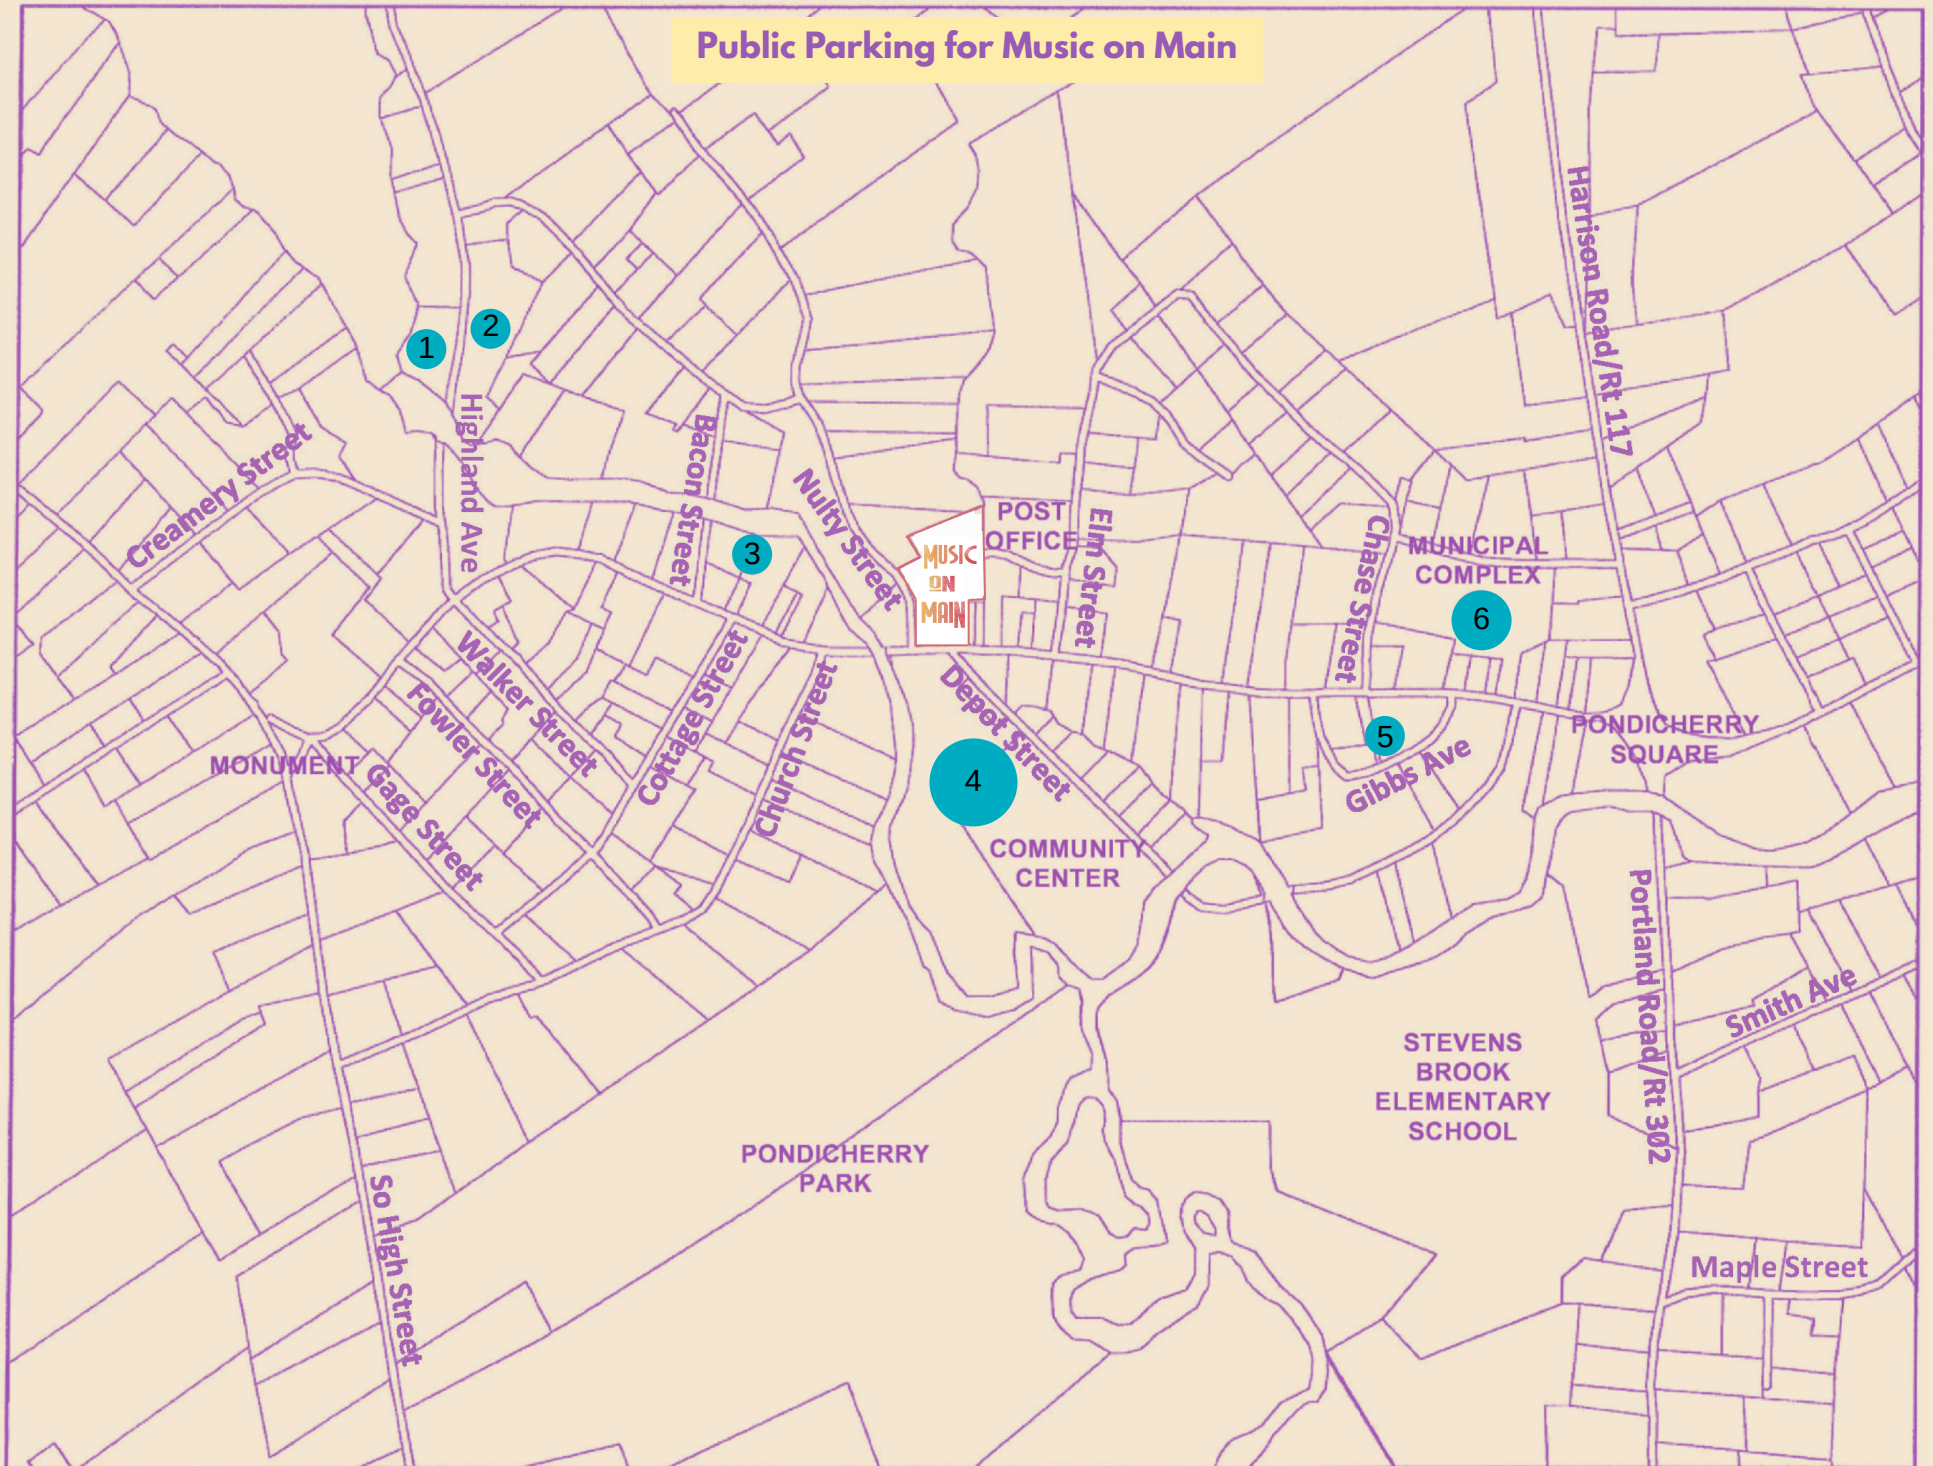 Public Parking for Music on Main
Harrison Road/Rt 117
1
2
Highland Ave
Creamery Street
Bacon Street
Nulty Street
3
MUSIC
ON
MAIN
POST
OFFICE
Elm Street
Chase Street
MUNICIPAL
COMPLEX
6
Walker Street
Fowler Street
Gage Street
Cottage Street
Church Street
MONUMENT
Depot Street
4
COMMUNITY
CENTER
5
Gibbs Ave
PONDICHERRY
SQUARE
Portland Road/Rt 302
Smith Ave
STEVENS
BROOK
ELEMENTARY
SCHOOL
PONDICHERRY
PARK
So High Street
Maple Street